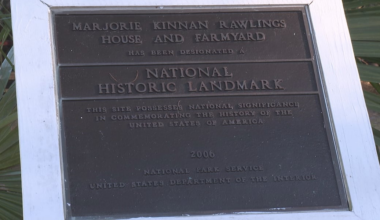 MARJORIE KINNAN RAWLINGS
HOUSE AND FARMYARD
HAS BEEN DESIGNATED A
NATIONAL
HISTORIC LANDMARK
THIS SITE POSSESSES NATIONAL SIGNIFICANCE
IN COMMEMORATING THE HISTORY OF THE
UNITED STATES OF AMERICA
2006
NATIONAL PARK SERVICE
UNITED STATES DEPARTMENT OF THE INTERIOR